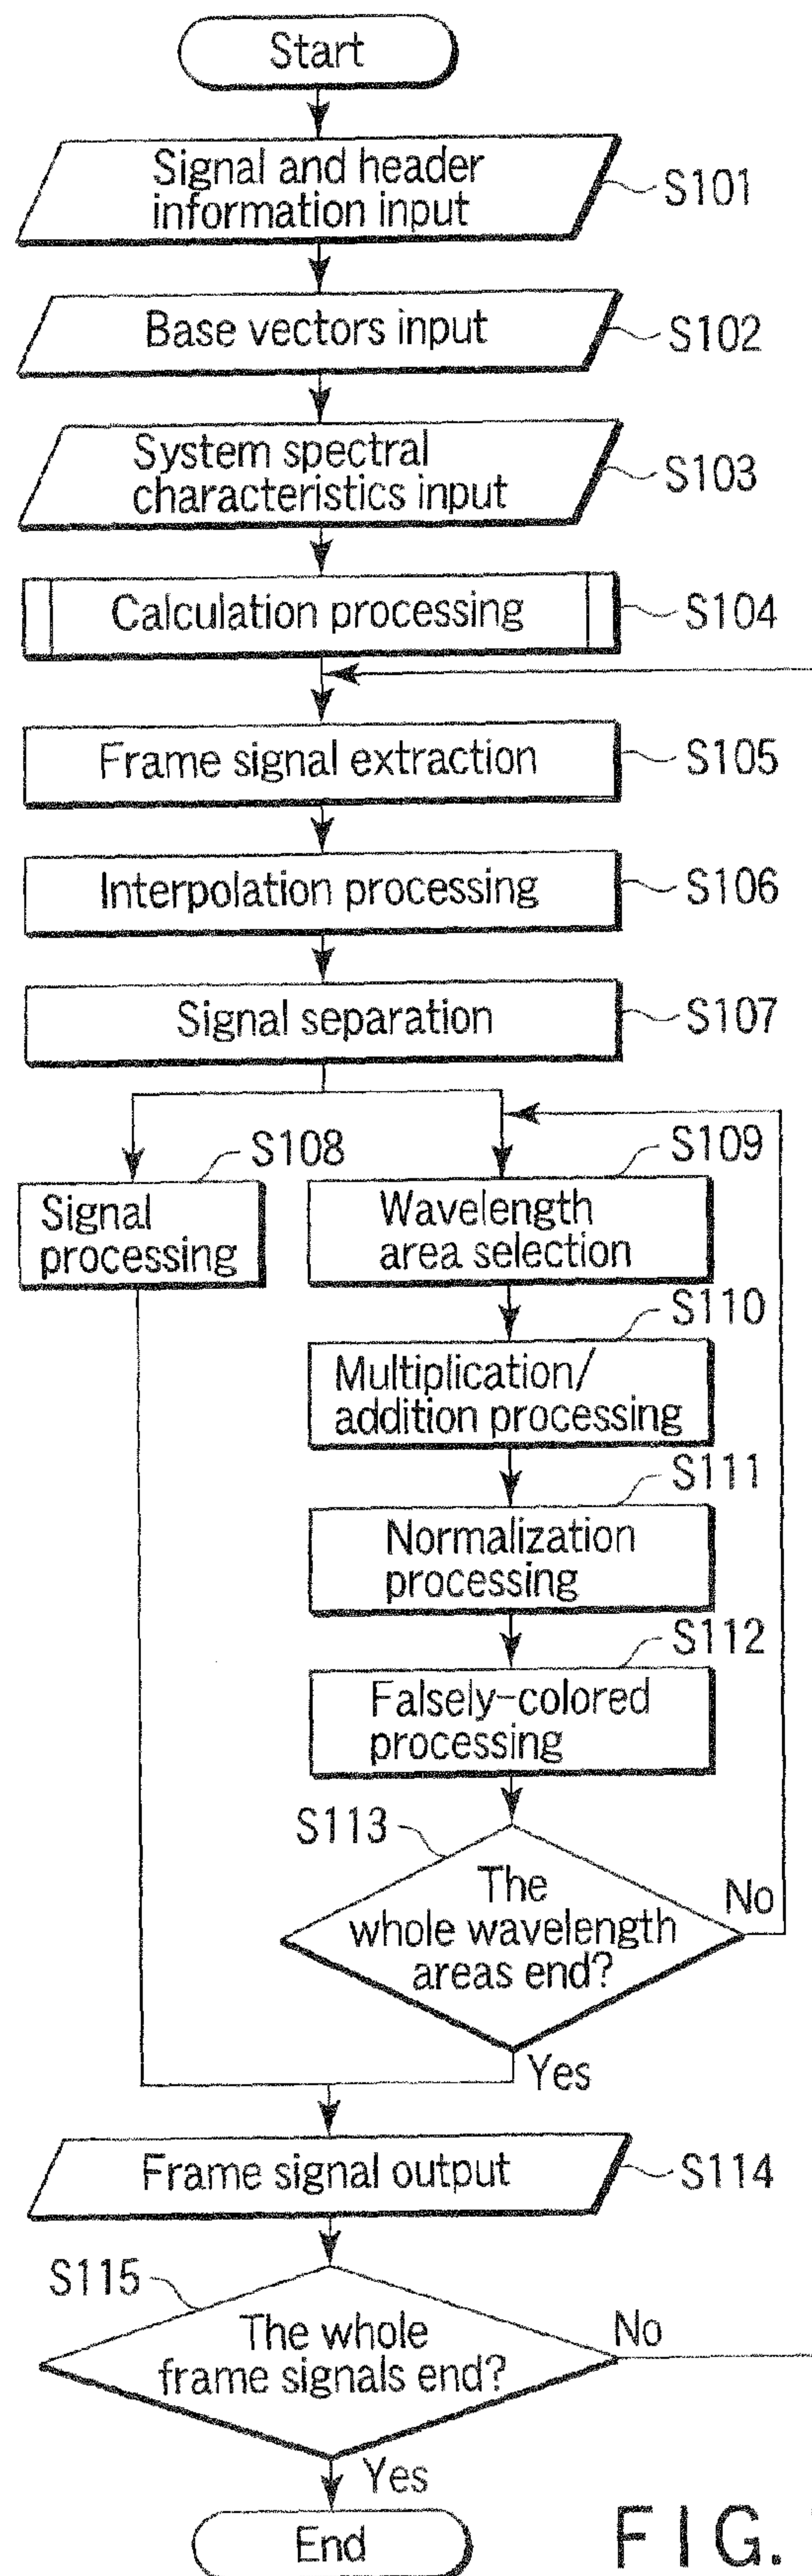 Start
Signal and header
information input
S101
Base vectors input
S102
System spectral
characteristics input
S103
Calculation processing
S104
Frame signal extraction
S105
Interpolation processing
S106
Signal separation
S107
S108
Signal
processing
S109
Wavelength
area selection
S110
Multiplication/
addition processing
S111
Normalization
processing
S112
Falsely-colored
processing
S113
The
whole wavelength
areas end?
No
Yes
Frame signal output
S114
S115
The whole
frame signals end?
No
Yes
End
FIG.